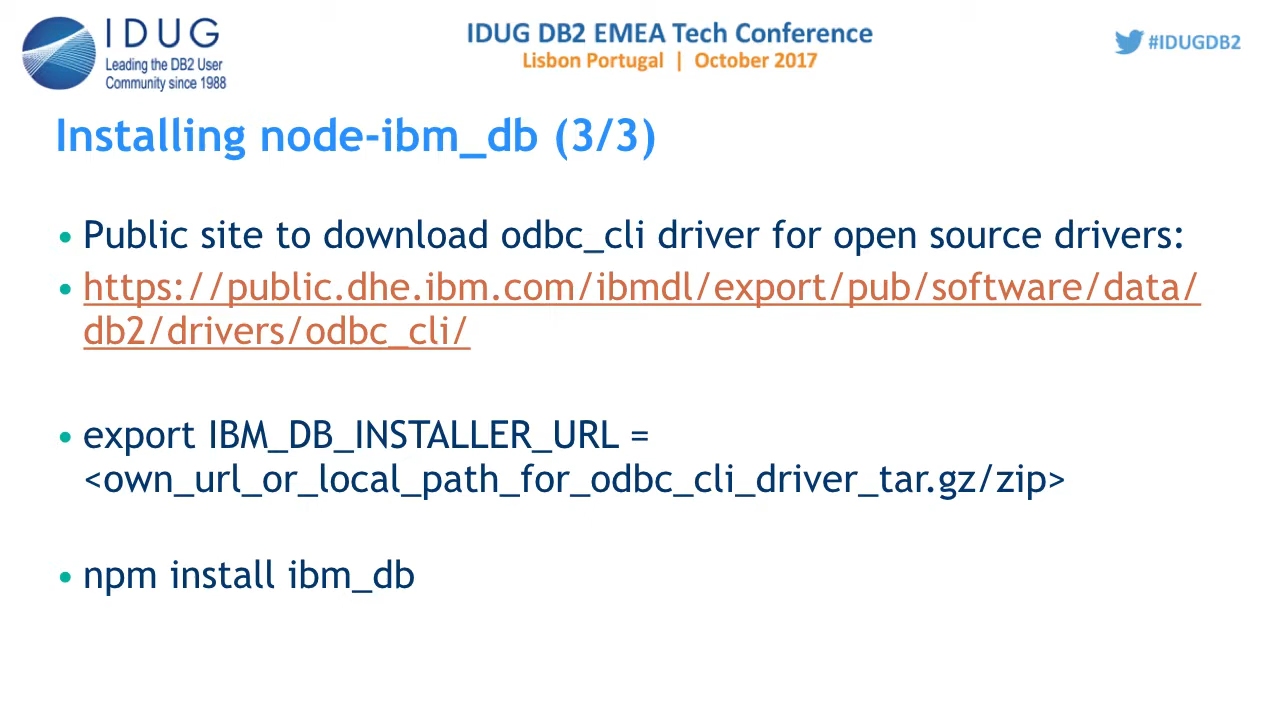 IDUG
Leading the DB2 User
Community since 1988
IDUG DB2 EMEA Tech Conference
Lisbon Portugal | October 2017
#IDUGDB2
Installing node-ibm_db (3/3)
• Public site to download odbc_cli driver for open source drivers:
• https://public.dhe.ibm.com/ibmdl/export/pub/software/data/
db2/drivers/odbc_cli/
• export IBM_DB_INSTALLER_URL =
<own_url_or_local_path_for_odbc_cli_driver_tar.gz/zip>
• npm install ibm_db